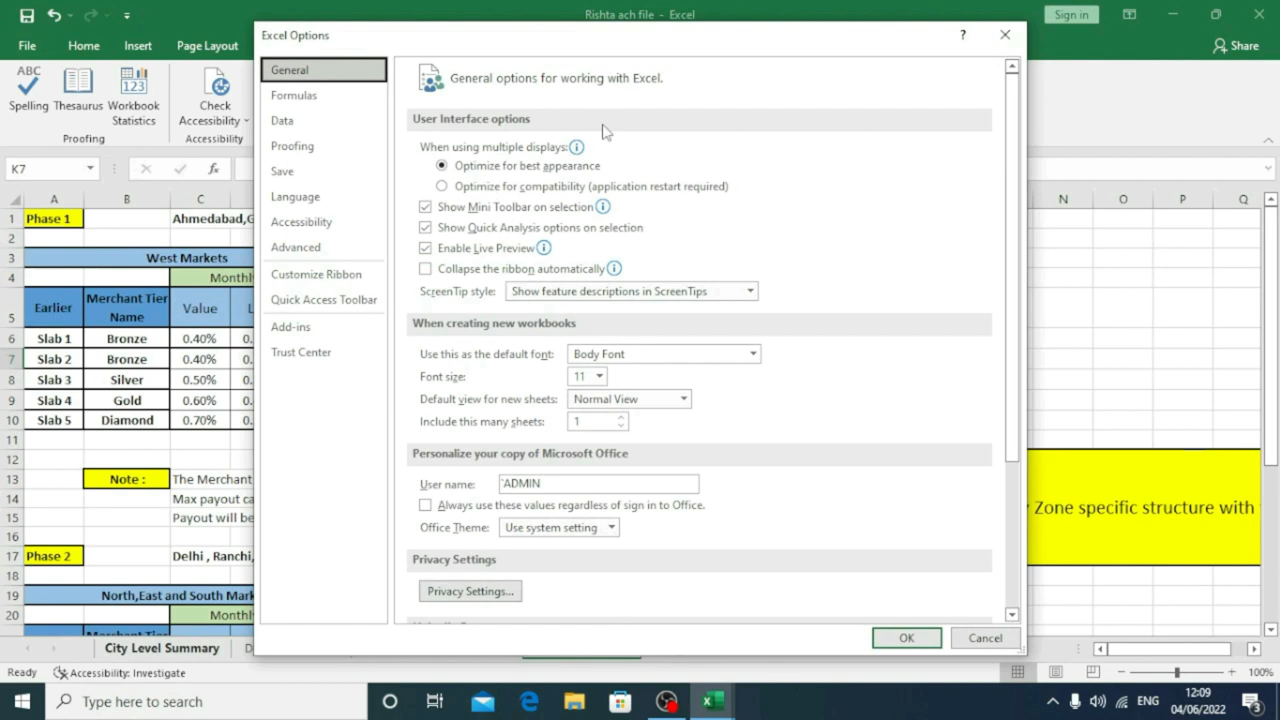 Rishta ach file - Excel
Sign in
File Home Insert Page Layout
Share
ABC
123
Spelling Thesaurus Workbook Statistics
Check Accessibility
Proofing
Accessibility
K7
fx
A B C
N O P Q
1 Phase 1 Ahmedabad,G
2
3 West Markets
4 Monthl
5 Earlier Merchant Tier Name Value
6 Slab 1 Bronze 0.40% 0.
7 Slab 2 Bronze 0.40% 0.
8 Slab 3 Silver 0.50% 0.
9 Slab 4 Gold 0.60% 0.
10 Slab 5 Diamond 0.70% 0.
11
12
13 Note : The Merchant
14 Max payout ca
15 Payout will be
16
17 Phase 2 Delhi , Ranchi,
18
19 North,East and South Mark
20 Monthl
Merchant Tier
Zone specific structure with
Excel Options
?
General
Formulas
Data
Proofing
Save
Language
Accessibility
Advanced
Customize Ribbon
Quick Access Toolbar
Add-ins
Trust Center
General options for working with Excel.
User Interface options
When using multiple displays:
Optimize for best appearance
Optimize for compatibility (application restart required)
Show Mini Toolbar on selection
Show Quick Analysis options on selection
Enable Live Preview
Collapse the ribbon automatically
ScreenTip style: Show feature descriptions in ScreenTips
When creating new workbooks
Use this as the default font: Body Font
Font size: 11
Default view for new sheets: Normal View
Include this many sheets: 1
Personalize your copy of Microsoft Office
User name: `ADMIN
Always use these values regardless of sign in to Office.
Office Theme: Use system setting
Privacy Settings
Privacy Settings...
OK Cancel
City Level Summary D
Ready Accessibility: Investigate
100%
Type here to search
ENG
12:09
04/06/2022
3